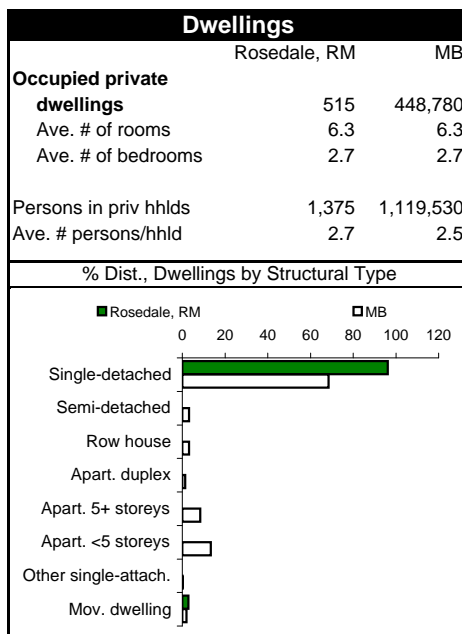 Dwellings
Rosedale, RM MB
Occupied private
dwellings 515 448,780
Ave. # of rooms 6.3 6.3
Ave. # of bedrooms 2.7 2.7
Persons in priv hhlds 1,375 1,119,530
Ave. # persons/hhld 2.7 2.5
% Dist., Dwellings by Structural Type
Rosedale, RM MB
0 20 40 60 80 100 120
Single-detached
Semi-detached
Row house
Apart. duplex
Apart. 5+ storeys
Apart. <5 storeys
Other single-attach.
Mov. dwelling